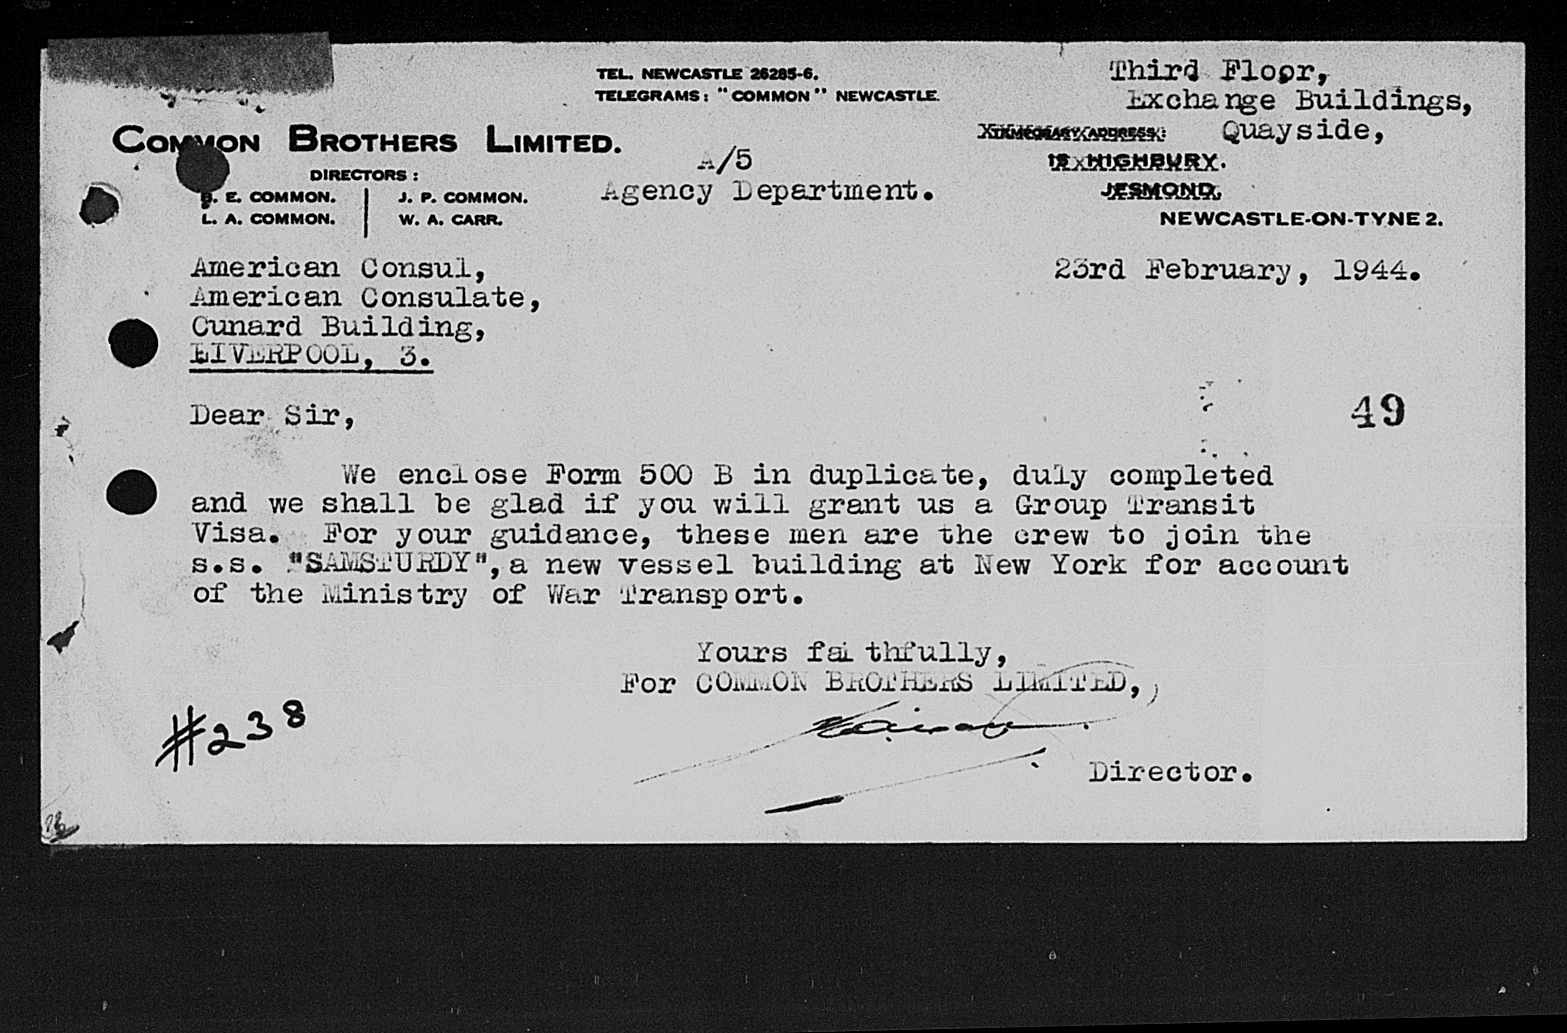 TEL. NEWCASTLE 26285-6.
TELEGRAMS: "COMMON" NEWCASTLE.
Third Floor,
Exchange Buildings,
Quayside,
COMMON BROTHERS LIMITED.
DIRECTORS:
E. COMMON. J. P. COMMON.
L. A. COMMON. W. A. CARR.
A/5
Agency Department.
HIGHBURY.
JESMOND,
NEWCASTLE-ON-TYNE 2.
American Consul,
American Consulate,
Cunard Building,
LIVERPOOL, 3.
23rd February, 1944.
Dear Sir,
49
We enclose Form 500 B in duplicate, duly completed
and we shall be glad if you will grant us a Group Transit
Visa. For your guidance, these men are the crew to join the
s.s. "SAMSTURDY", a new vessel building at New York for account
of the Ministry of War Transport.
Yours faithfully,
For COMMON BROTHERS LIMITED,
Director.
#238